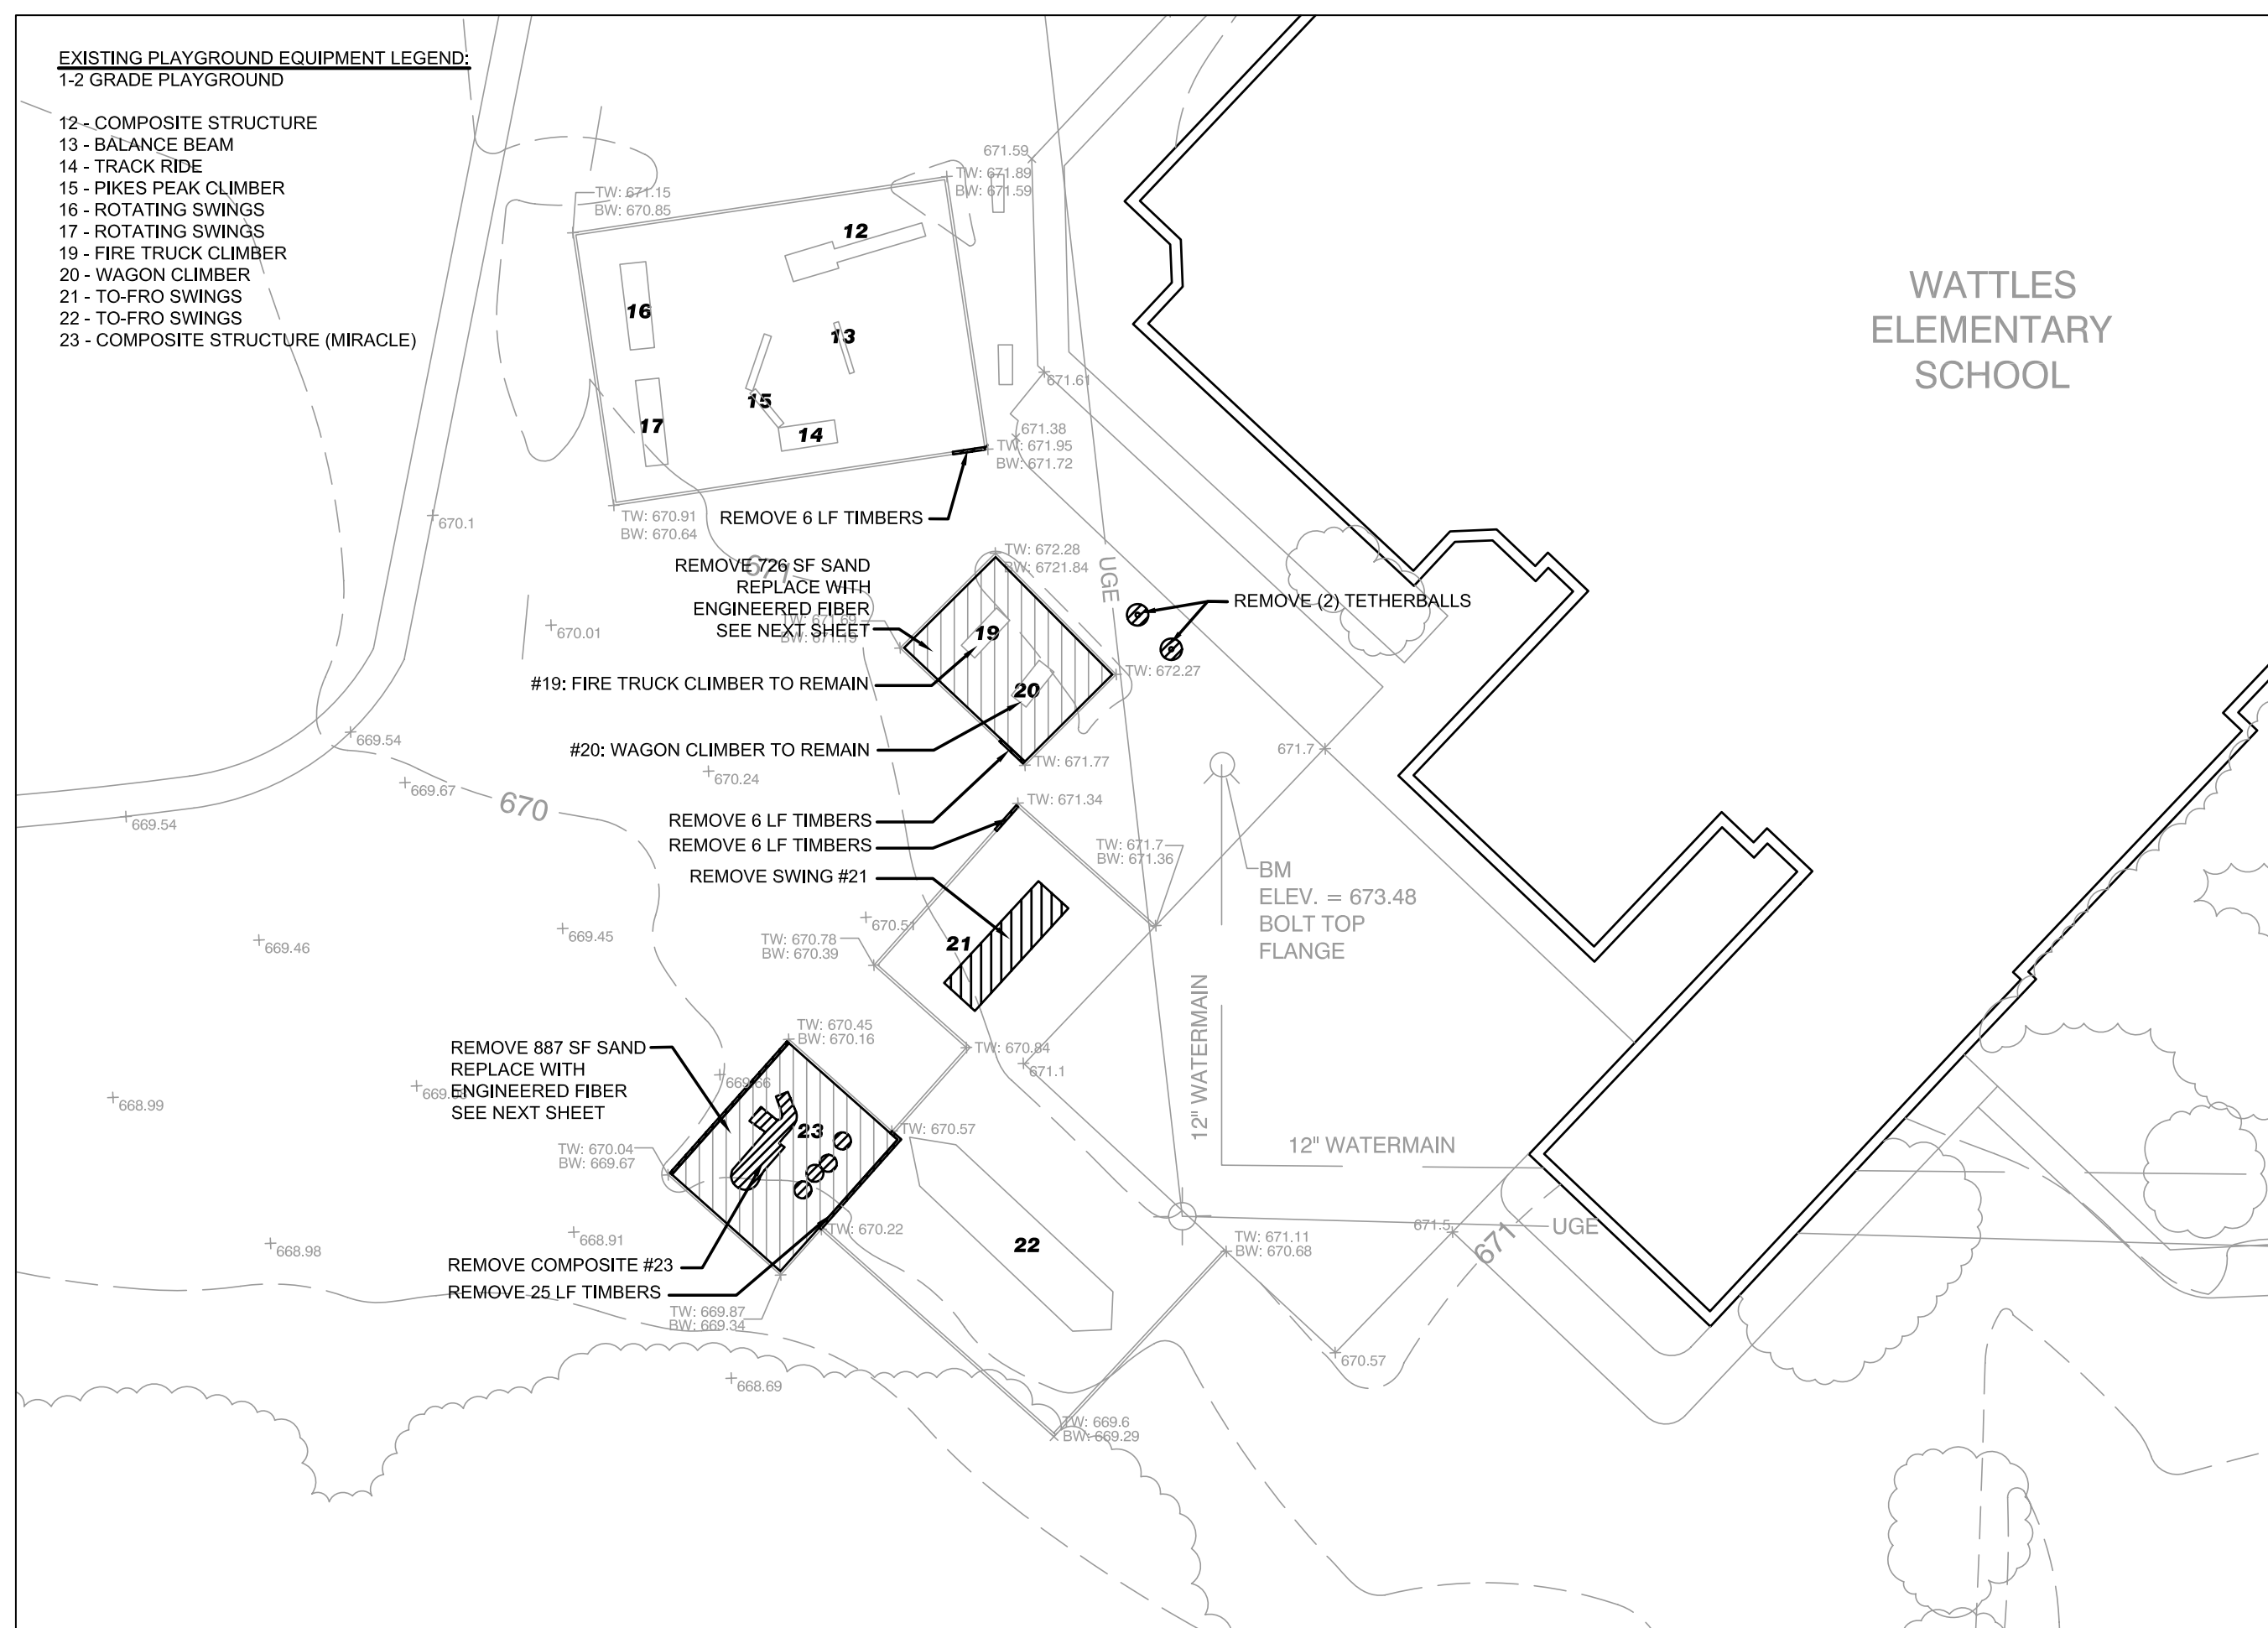 EXISTING PLAYGROUND EQUIPMENT LEGEND:
1-2 GRADE PLAYGROUND
12 - COMPOSITE STRUCTURE
13 - BALANCE BEAM
14 - TRACK RIDE
15 - PIKES PEAK CLIMBER
16 - ROTATING SWINGS
17 - ROTATING SWINGS
19 - FIRE TRUCK CLIMBER
20 - WAGON CLIMBER
21 - TO-FRO SWINGS
22 - TO-FRO SWINGS
23 - COMPOSITE STRUCTURE (MIRACLE)
WATTLES
ELEMENTARY
SCHOOL
671.59
TW: 671.89
BW: 671.59
TW: 671.15
BW: 670.85
12
16
13
15
17
14
671.61
671.38
TW: 671.95
BW: 671.72
TW: 670.91
BW: 670.64
REMOVE 6 LF TIMBERS
670.1
671
REMOVE 726 SF SAND
REPLACE WITH
ENGINEERED FIBER
SEE NEXT SHEET
TW: 672.28
BW: 6721.84
UGE
TW: 671.69
BW: 671.19
REMOVE (2) TETHERBALLS
670.01
19
20
#19: FIRE TRUCK CLIMBER TO REMAIN
TW: 672.27
#20: WAGON CLIMBER TO REMAIN
669.54
671.7
TW: 671.77
670.24
669.67
670
669.54
TW: 671.34
REMOVE 6 LF TIMBERS
REMOVE 6 LF TIMBERS
REMOVE SWING #21
TW: 671.7
BW: 671.36
BM
ELEV. = 673.48
BOLT TOP
FLANGE
670.51
669.45
669.46
TW: 670.78
BW: 670.39
21
12" WATERMAIN
TW: 670.45
BW: 670.16
TW: 670.84
671.1
REMOVE 887 SF SAND
REPLACE WITH
ENGINEERED FIBER
SEE NEXT SHEET
669.66
668.99
23
TW: 670.57
12" WATERMAIN
TW: 670.04
BW: 669.67
TW: 670.22
671.5
UGE
671
668.91
668.98
22
TW: 671.11
BW: 670.68
REMOVE COMPOSITE #23
REMOVE 25 LF TIMBERS
TW: 669.87
BW: 669.34
670.57
668.69
TW: 669.6
BW: 669.29